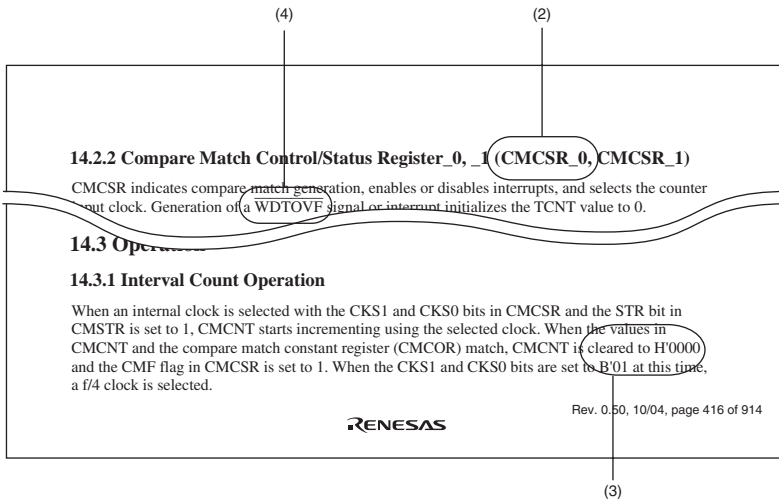 (4) (2)
14.2.2 Compare Match Control/Status Register_0, _1 (CMCSR_0, CMCSR_1)
CMCSR indicates compare match generation, enables or disables interrupts, and selects the counter
input clock. Generation of a WDTOVF signal or interrupt initializes the TCNT value to 0.
14.3 Operation
14.3.1 Interval Count Operation
When an internal clock is selected with the CKS1 and CKS0 bits in CMCSR and the STR bit in
CMSTR is set to 1, CMCNT starts incrementing using the selected clock. When the values in
CMCNT and the compare match constant register (CMCOR) match, CMCNT is cleared to H'0000
and the CMF flag in CMCSR is set to 1. When the CKS1 and CKS0 bits are set to B'01 at this time,
a f/4 clock is selected.
Rev. 0.50, 10/04, page 416 of 914
RENESAS
(3)